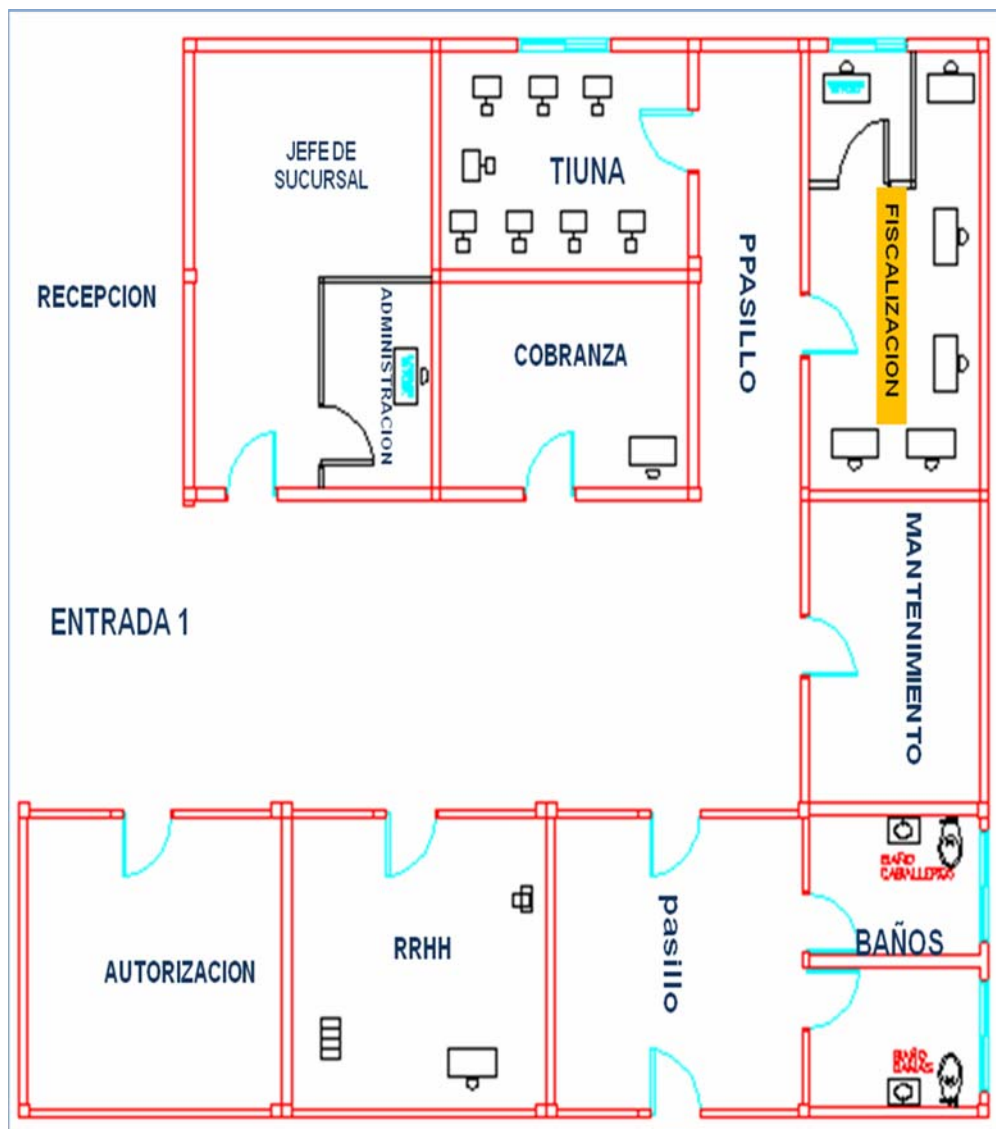 JEFE DE
SUCURSAL
TIUNA
PPASILLO
FISCALIZACION
RECEPCION
ADMINISTRACION
COBRANZA
ENTRADA 1
MANTENIMIENTO
AUTORIZACION
RRHH
pasillo
BAÑO
CABALLEROS
BAÑOS
BAÑO
DAMAS